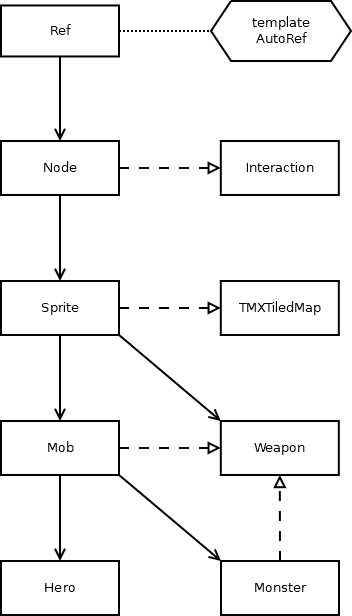 Ref
template
AutoRef
Node
Interaction
Sprite
TMXTiledMap
Mob
Weapon
Hero
Monster